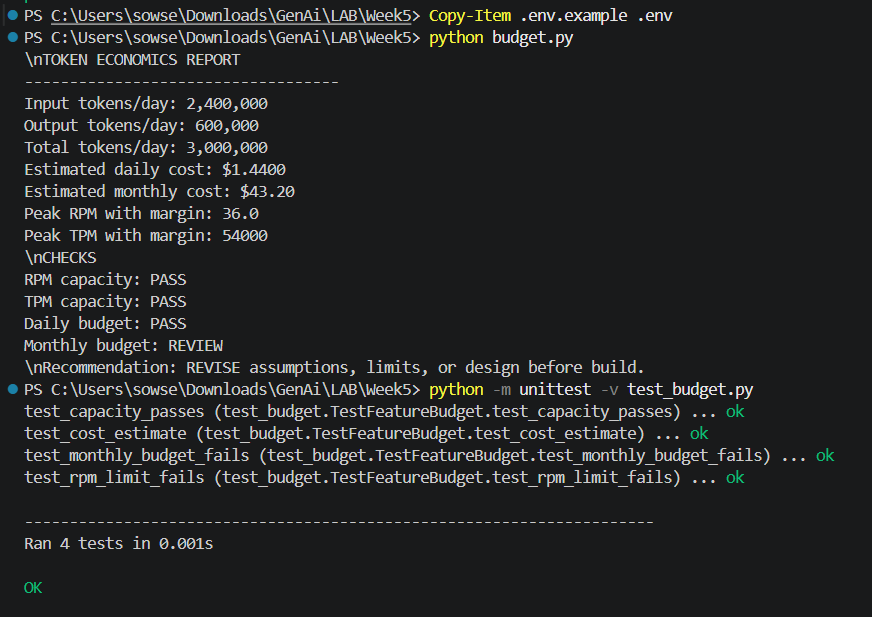 PS C:\Users\sowse\Downloads\GenAi\LAB\Week5> Copy-Item .env.example .env
PS C:\Users\sowse\Downloads\GenAi\LAB\Week5> python budget.py
\nTOKEN ECONOMICS REPORT
-----------------------------------
Input tokens/day: 2,400,000
Output tokens/day: 600,000
Total tokens/day: 3,000,000
Estimated daily cost: $1.4400
Estimated monthly cost: $43.20
Peak RPM with margin: 36.0
Peak TPM with margin: 54000
\nCHECKS
RPM capacity: PASS
TPM capacity: PASS
Daily budget: PASS
Monthly budget: REVIEW
\nRecommendation: REVISE assumptions, limits, or design before build.
PS C:\Users\sowse\Downloads\GenAi\LAB\Week5> python -m unittest -v test_budget.py
test_capacity_passes (test_budget.TestFeatureBudget.test_capacity_passes) ... ok
test_cost_estimate (test_budget.TestFeatureBudget.test_cost_estimate) ... ok
test_monthly_budget_fails (test_budget.TestFeatureBudget.test_monthly_budget_fails) ... ok
test_rpm_limit_fails (test_budget.TestFeatureBudget.test_rpm_limit_fails) ... ok
----------------------------------------------------------------------
Ran 4 tests in 0.001s
OK